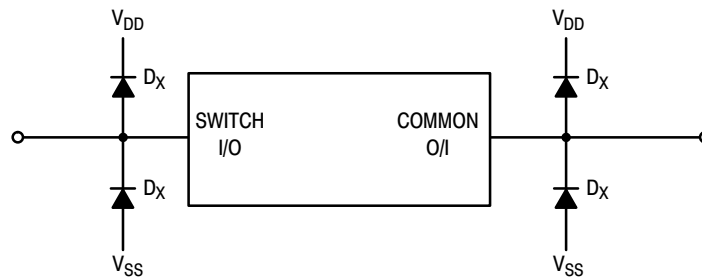 VDD
VDD
DX
DX
SWITCH
I/O
COMMON
O/I
DX
DX
VSS
VSS